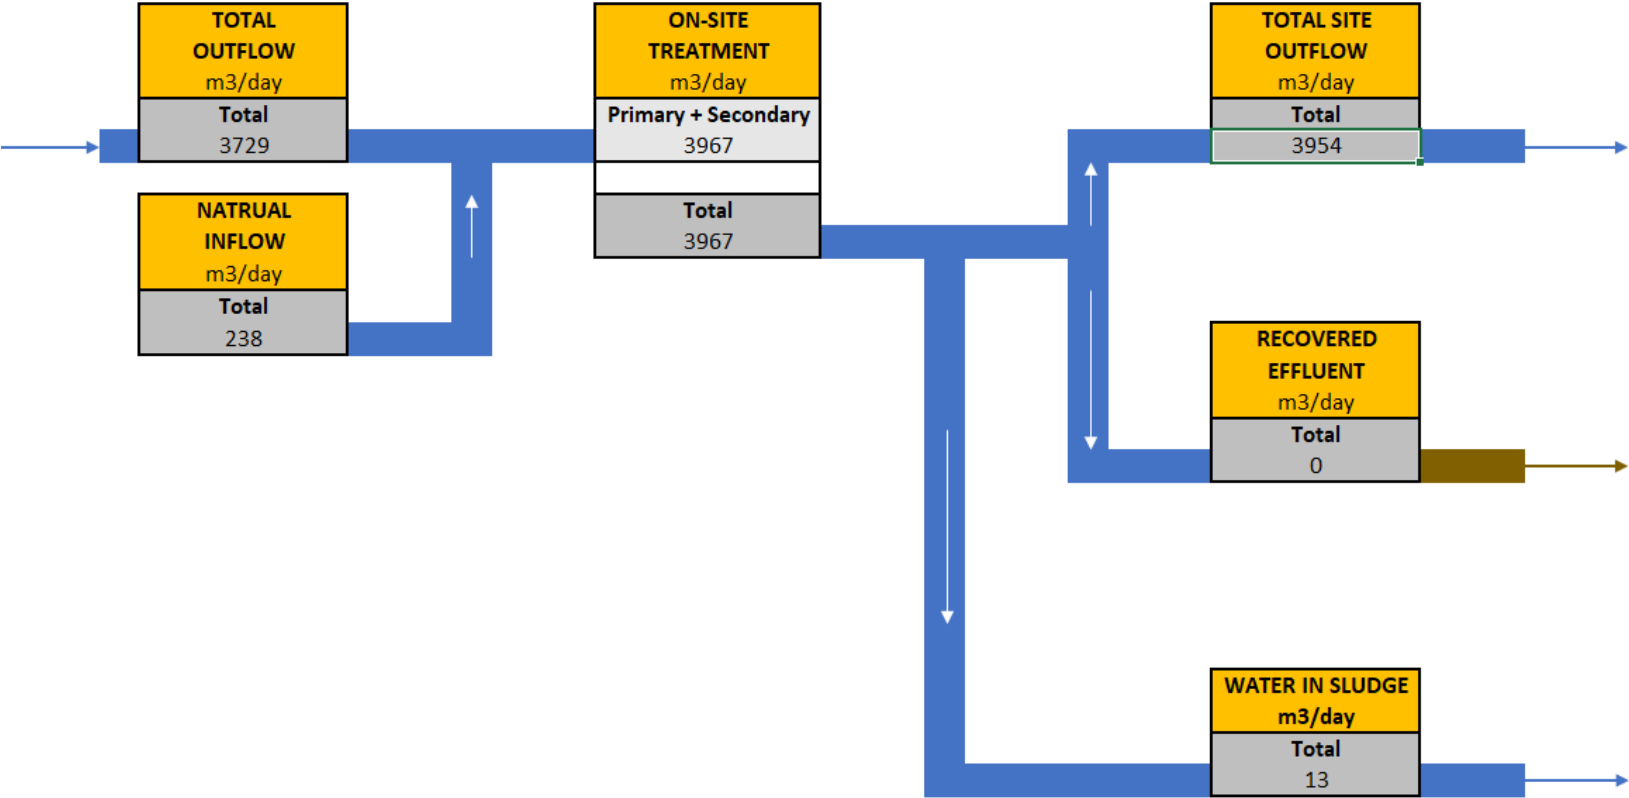 TOTAL
OUTFLOW
m3/day
Total
3729
NATRUAL
INFLOW
m3/day
Total
238
ON-SITE
TREATMENT
m3/day
Primary + Secondary
3967
Total
3967
TOTAL SITE
OUTFLOW
m3/day
Total
3954
RECOVERED
EFFLUENT
m3/day
Total
0
WATER IN SLUDGE
m3/day
Total
13